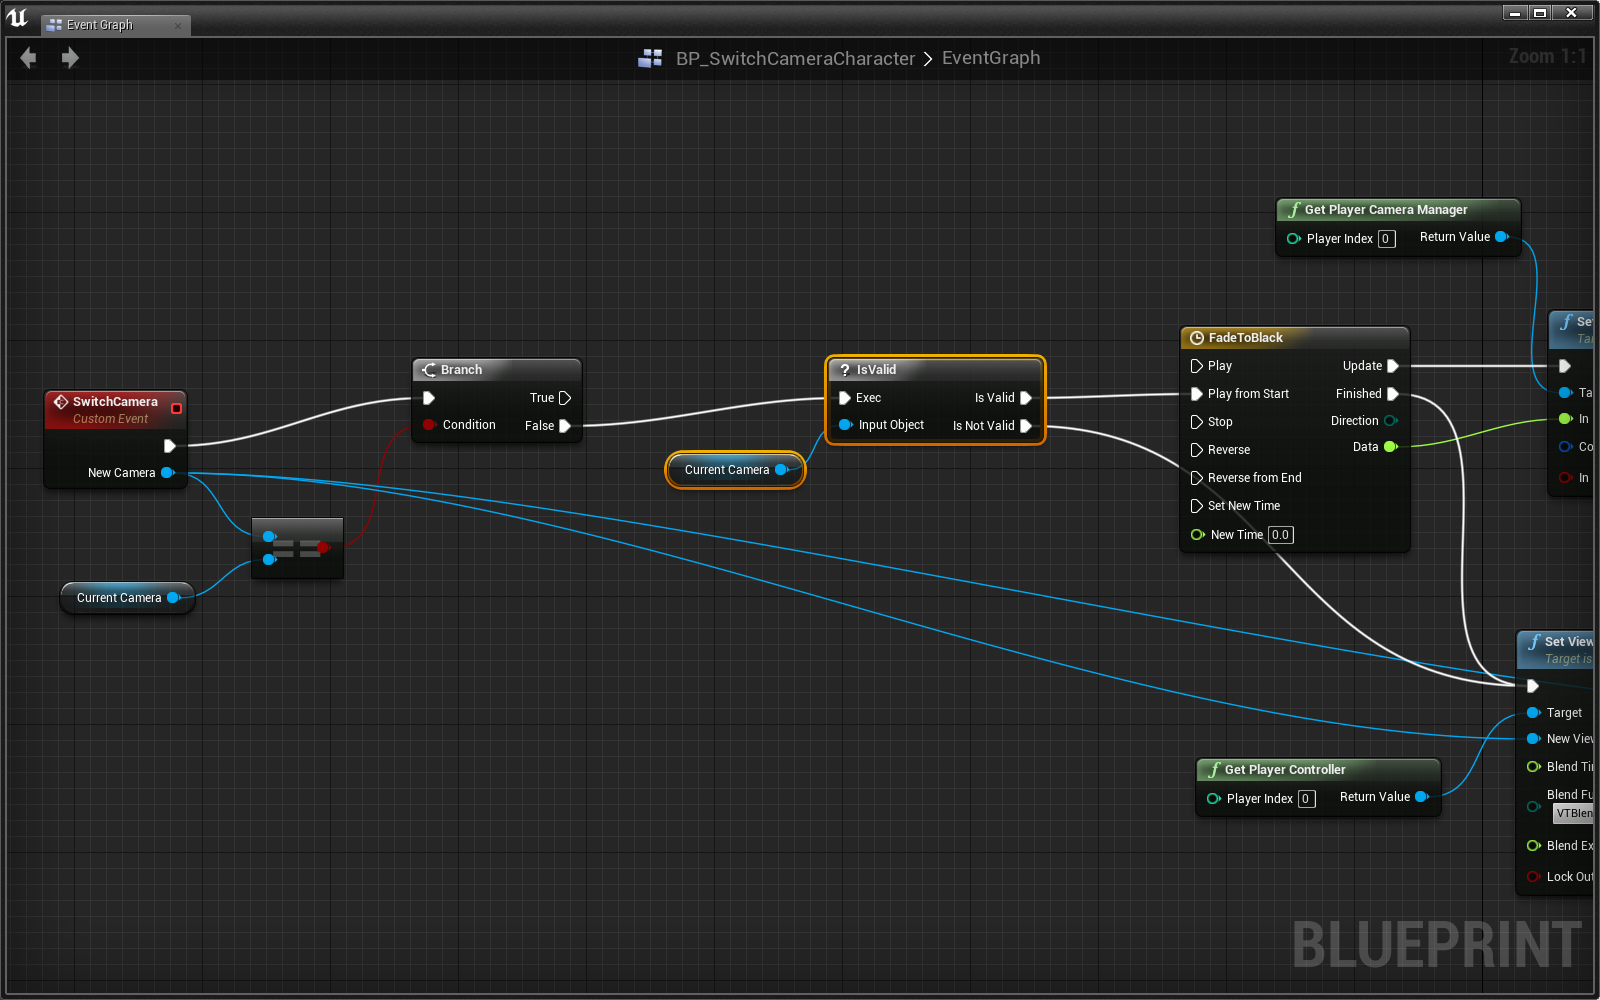 Event Graph
BP_SwitchCameraCharacter > EventGraph
Zoom 1:1
Get Player Camera Manager
Player Index 0
Return Value
FadeToBlack
Play
Play from Start
Stop
Reverse
Reverse from End
Set New Time
New Time 0.0
Update
Finished
Direction
Data
Se
Ta
In
Co
In
Branch
Condition
True
False
? IsValid
Exec
Input Object
Is Valid
Is Not Valid
Current Camera
SwitchCamera
Custom Event
New Camera
==
Current Camera
Set View
Target is
Target
New Viev
Blend Ti
Blend Fu
VTBlen
Blend Ex
Lock Out
Get Player Controller
Player Index 0
Return Value
BLUEPRINT